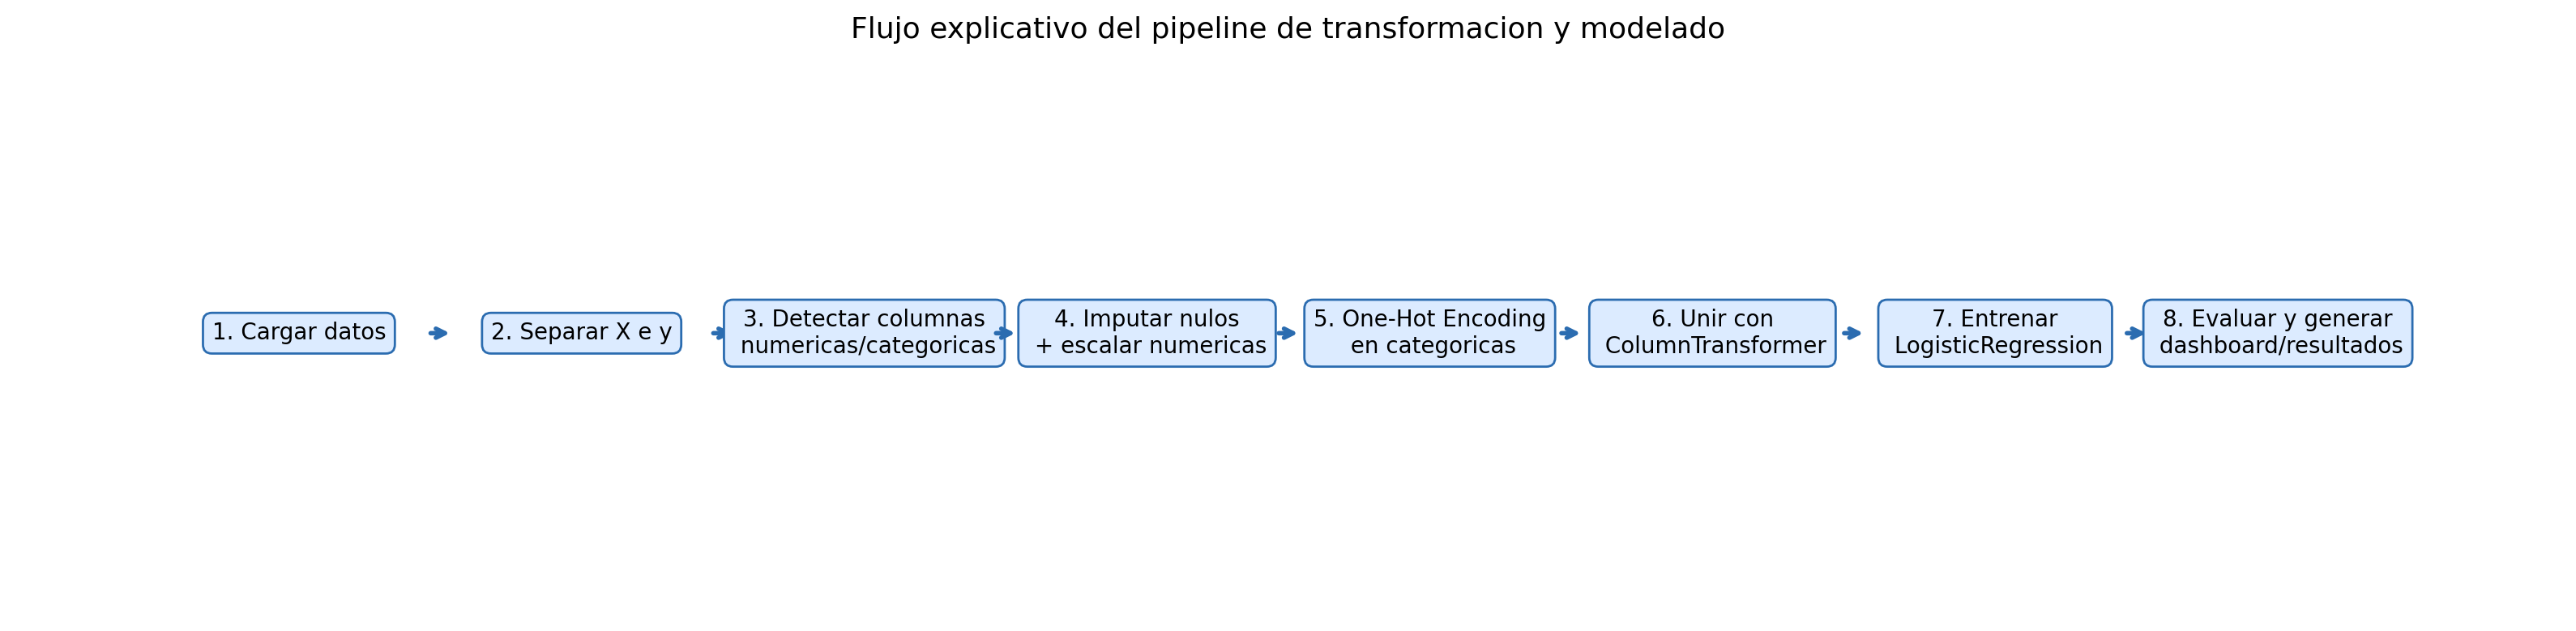 Flujo explicativo del pipeline de transformacion y modelado
1. Cargar datos
2. Separar X e y
3. Detectar columnas
numericas/categoricas
4. Imputar nulos
+ escalar numericas
5. One-Hot Encoding
en categoricas
6. Unir con
ColumnTransformer
7. Entrenar
LogisticRegression
8. Evaluar y generar
dashboard/resultados